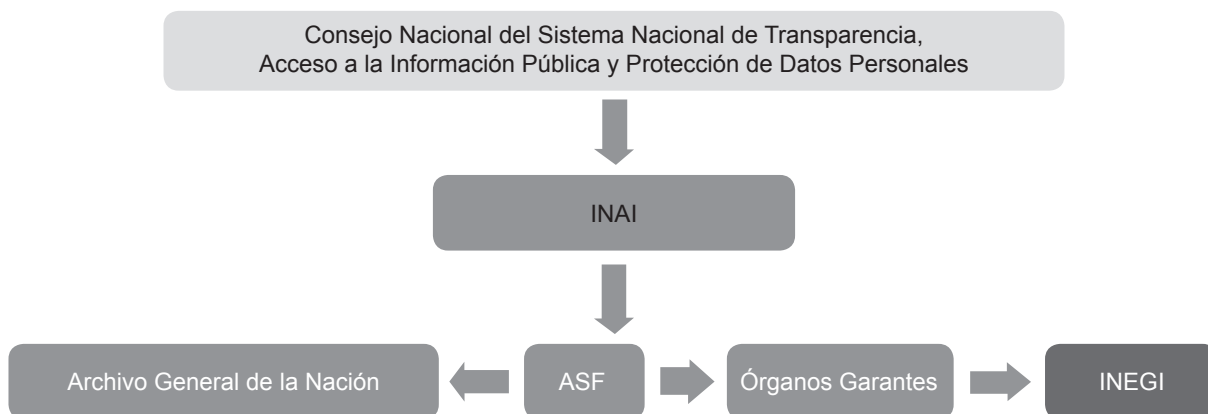 Consejo Nacional del Sistema Nacional de Transparencia,
Acceso a la Información Pública y Protección de Datos Personales
INAI
Archivo General de la Nación
ASF
Órganos Garantes
INEGI